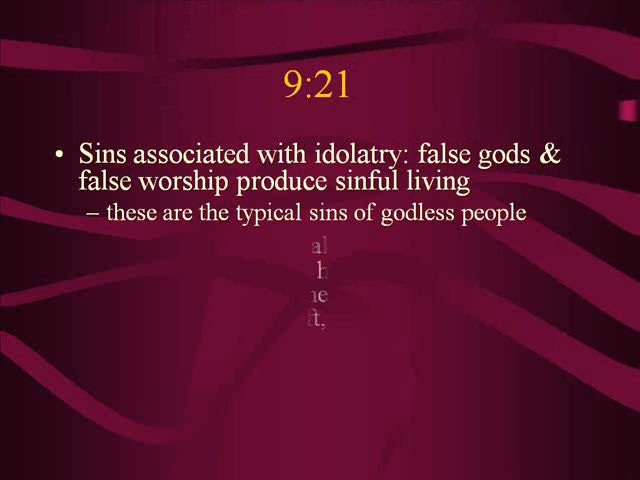 9:21
• Sins associated with idolatry: false gods &
false worship produce sinful living
– these are the typical sins of godless people